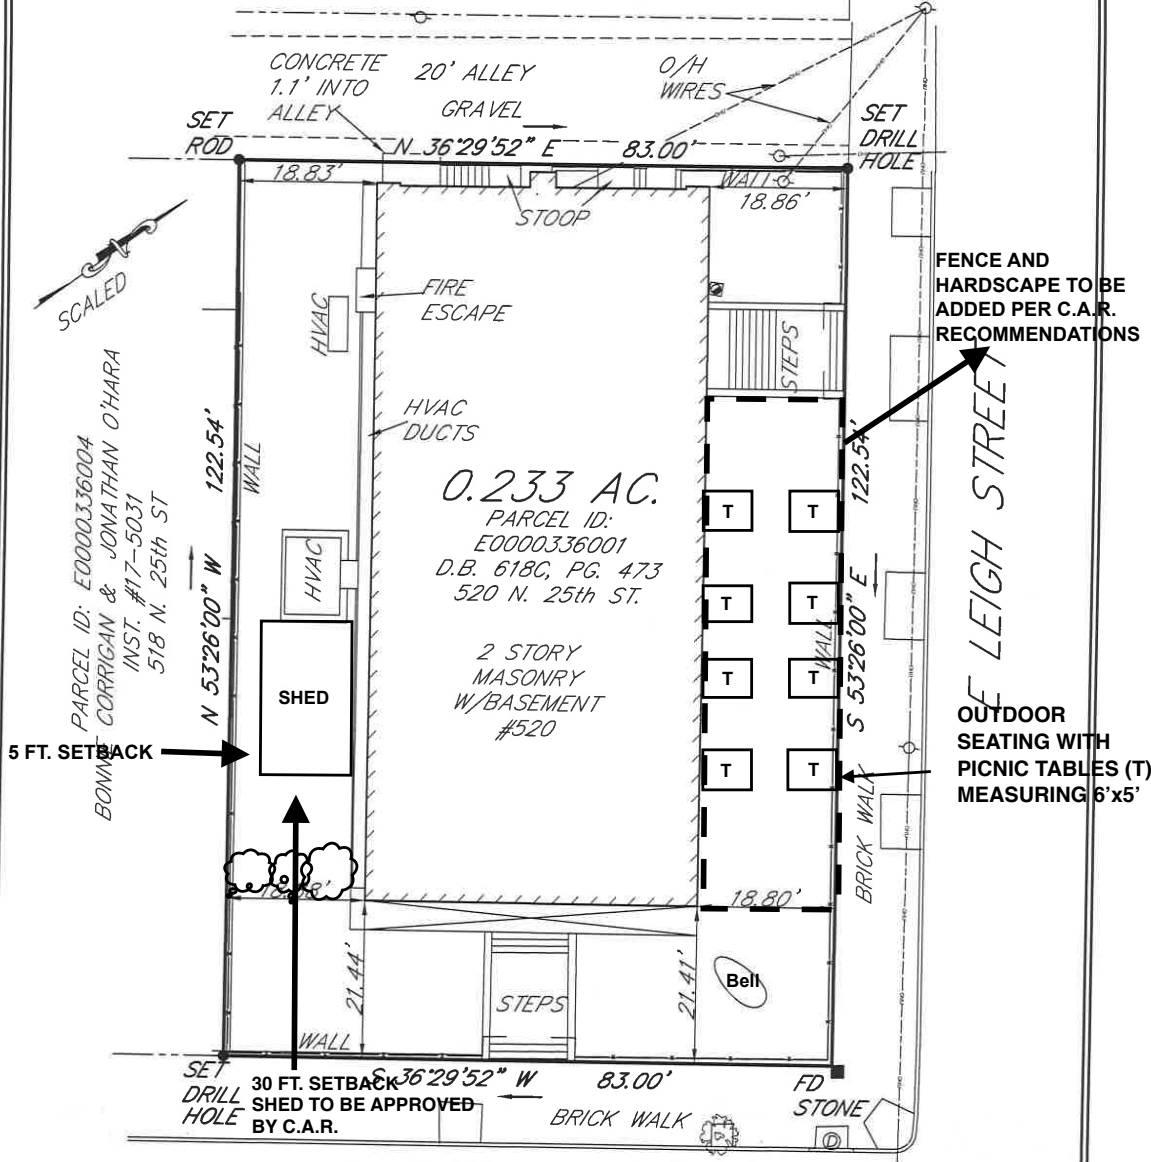 CONCRETE
1.1' INTO
ALLEY
20' ALLEY
GRAVEL
O/H
WIRES
SET
ROD
SET
DRILL
HOLE
N 36°29'52" E
83.00'
18.83'
STOOP
WALL
18.86'
SCALED
FIRE
ESCAPE
HVAC
STEPS
FENCE AND
HARDSCAPE TO BE
ADDED PER C.A.R.
RECOMMENDATIONS
HVAC
DUCTS
E LEIGH STREET
PARCEL ID: E0000336004
BONNIE CORRIGAN & JONATHAN O'HARA
INST. #17-5031
518 N. 25th ST
N 53°26'00" W
122.54'
WALL
0.233 AC.
PARCEL ID:
E0000336001
D.B. 618C, PG. 473
520 N. 25th ST.
2 STORY
MASONRY
W/BASEMENT
#520
HVAC
SHED
5 FT. SETBACK
T
T
T
T
T
T
T
T
122.54'
S 53°26'00" E
WALL
BRICK WALK
OUTDOOR
SEATING WITH
PICNIC TABLES (T)
MEASURING 6'x5'
18.80'
21.44'
21.41'
STEPS
Bell
WALL
SET
DRILL
HOLE
S 36°29'52" W
83.00'
30 FT. SETBACK
SHED TO BE APPROVED
BY C.A.R.
BRICK WALK
FD
STONE
D